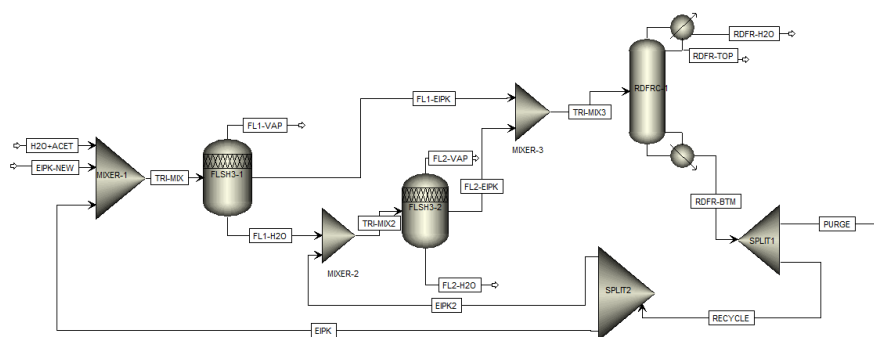 RDFR-H2O
RDFR-TOP
RDFRC-1
FL1-EIPK
TRI-MIX3
MIXER-3
FL1-VAP
H2O+ACET
EIPK-NEW
MIXER-1
TRI-MIX
FLSH3-1
FL2-VAP
FL2-EIPK
FLSH3-2
TRI-MIX2
FL1-H2O
MIXER-2
RDFR-BTM
PURGE
SPLIT1
FL2-H2O
SPLIT2
EIPK2
RECYCLE
EIPK